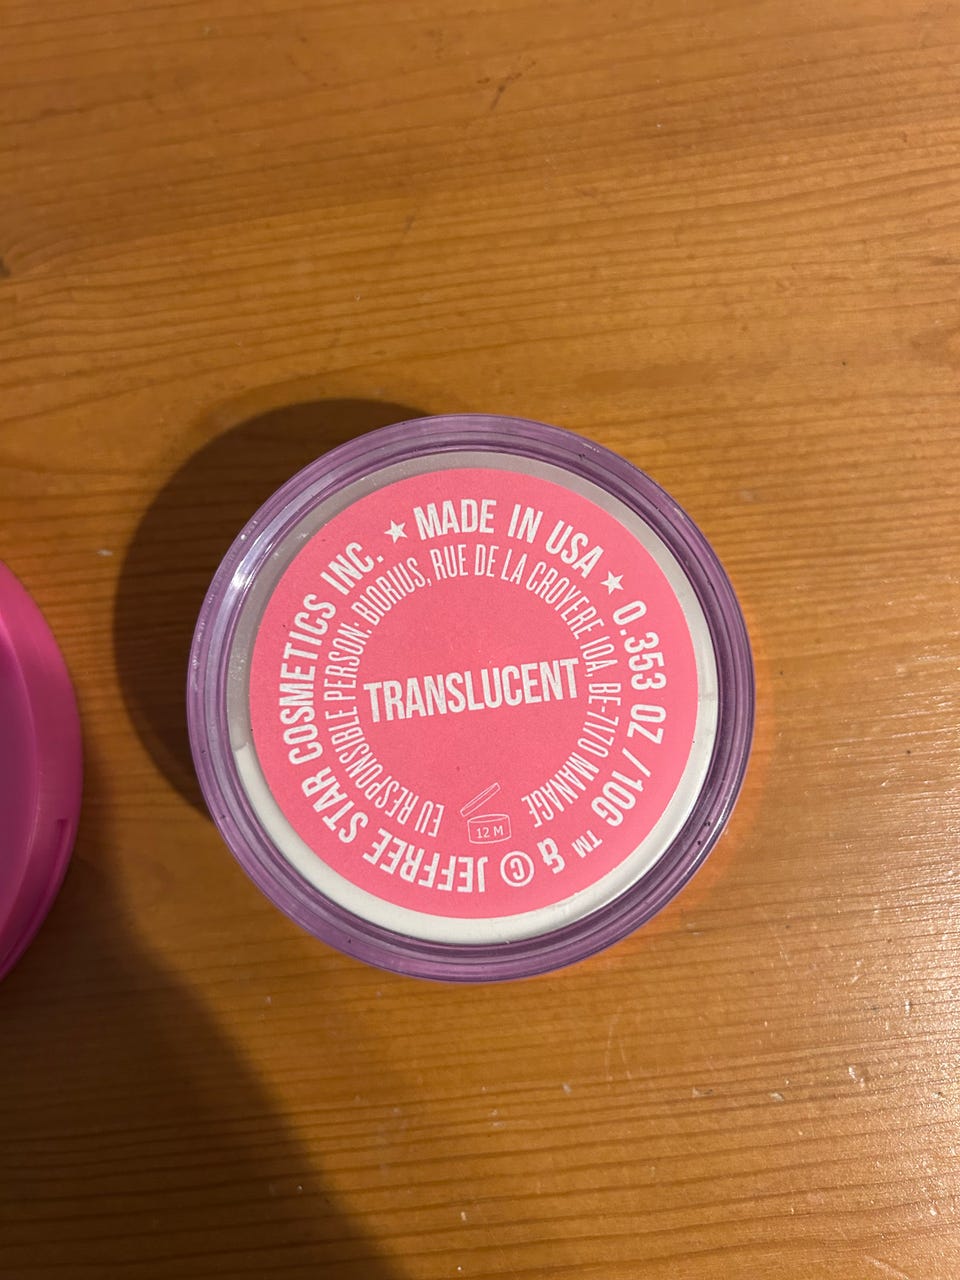 ★ MADE IN USA ★ 0.353 OZ / 10G ™ & © JEFFREE STAR COSMETICS INC.
EU RESPONSIBLE PERSON: BIORIUS, RUE DE LA CROYERE 10A, BE-7170 MANAGE
TRANSLUCENT
12 M